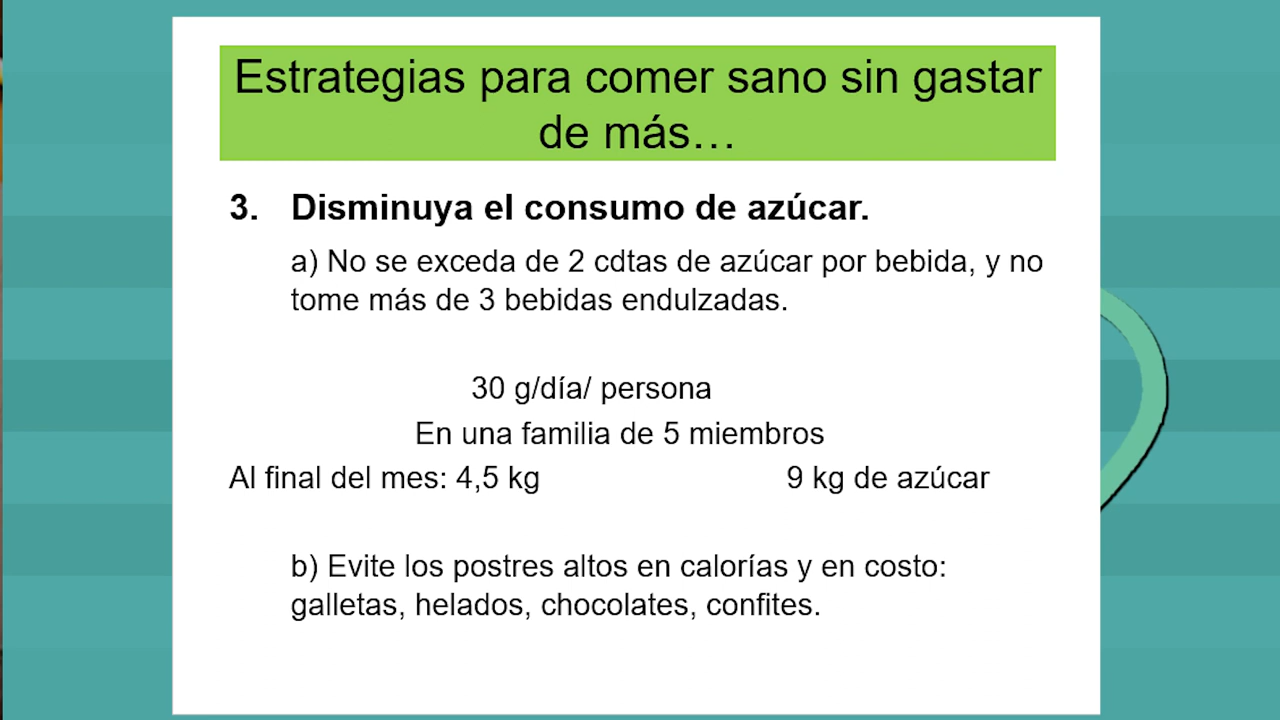 Estrategias para comer sano sin gastar
de más…
3. Disminuya el consumo de azúcar.
a) No se exceda de 2 cdtas de azúcar por bebida, y no
tome más de 3 bebidas endulzadas.
30 g/día/ persona
En una familia de 5 miembros
Al final del mes: 4,5 kg 9 kg de azúcar
b) Evite los postres altos en calorías y en costo:
galletas, helados, chocolates, confites.